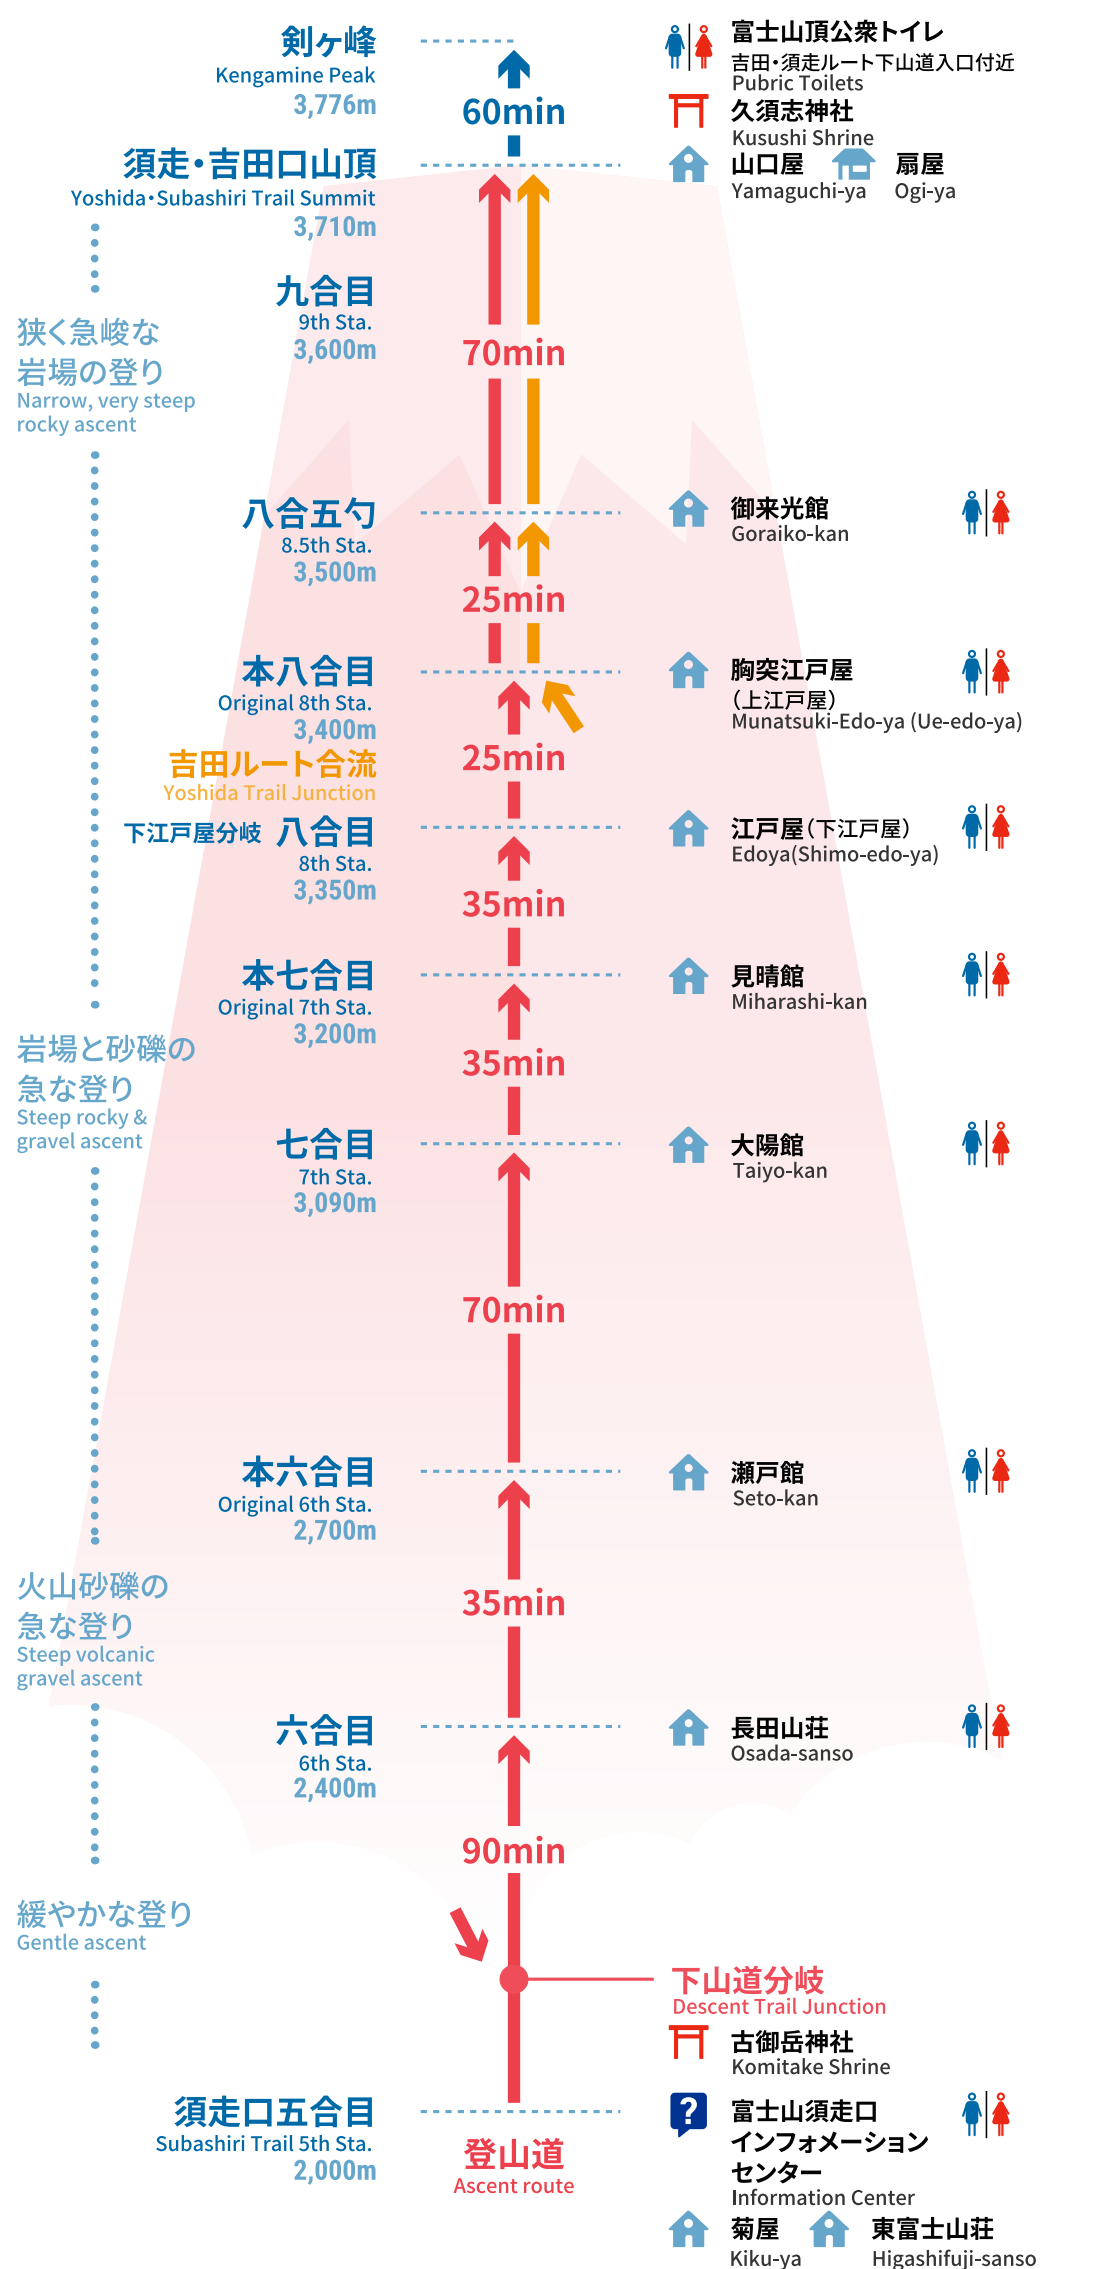 剣ヶ峰
Kengamine Peak
3,776m
60min
富士山頂公衆トイレ
吉田・須走ルート下山道入口付近
Pubric Toilets
久須志神社
Kusushi Shrine
須走・吉田口山頂
Yoshida・Subashiri Trail Summit
3,710m
山口屋
Yamaguchi-ya
扇屋
Ogi-ya
九合目
9th Sta.
3,600m
70min
狭く急峻な
岩場の登り
Narrow, very steep
rocky ascent
八合五勺
8.5th Sta.
3,500m
御来光館
Goraiko-kan
25min
本八合目
Original 8th Sta.
3,400m
吉田ルート合流
Yoshida Trail Junction
胸突江戸屋
（上江戸屋）
Munatsuki-Edo-ya (Ue-edo-ya)
25min
下江戸屋分岐 八合目
8th Sta.
3,350m
江戸屋（下江戸屋）
Edoya(Shimo-edo-ya)
35min
本七合目
Original 7th Sta.
3,200m
見晴館
Miharashi-kan
岩場と砂礫の
急な登り
Steep rocky &
gravel ascent
35min
七合目
7th Sta.
3,090m
大陽館
Taiyo-kan
70min
本六合目
Original 6th Sta.
2,700m
瀬戸館
Seto-kan
火山砂礫の
急な登り
Steep volcanic
gravel ascent
35min
六合目
6th Sta.
2,400m
長田山荘
Osada-sanso
90min
緩やかな登り
Gentle ascent
下山道分岐
Descent Trail Junction
古御岳神社
Komitake Shrine
須走口五合目
Subashiri Trail 5th Sta.
2,000m
登山道
Ascent route
?
富士山須走口
インフォメーション
センター
Information Center
菊屋
Kiku-ya
東富士山荘
Higashifuji-sanso